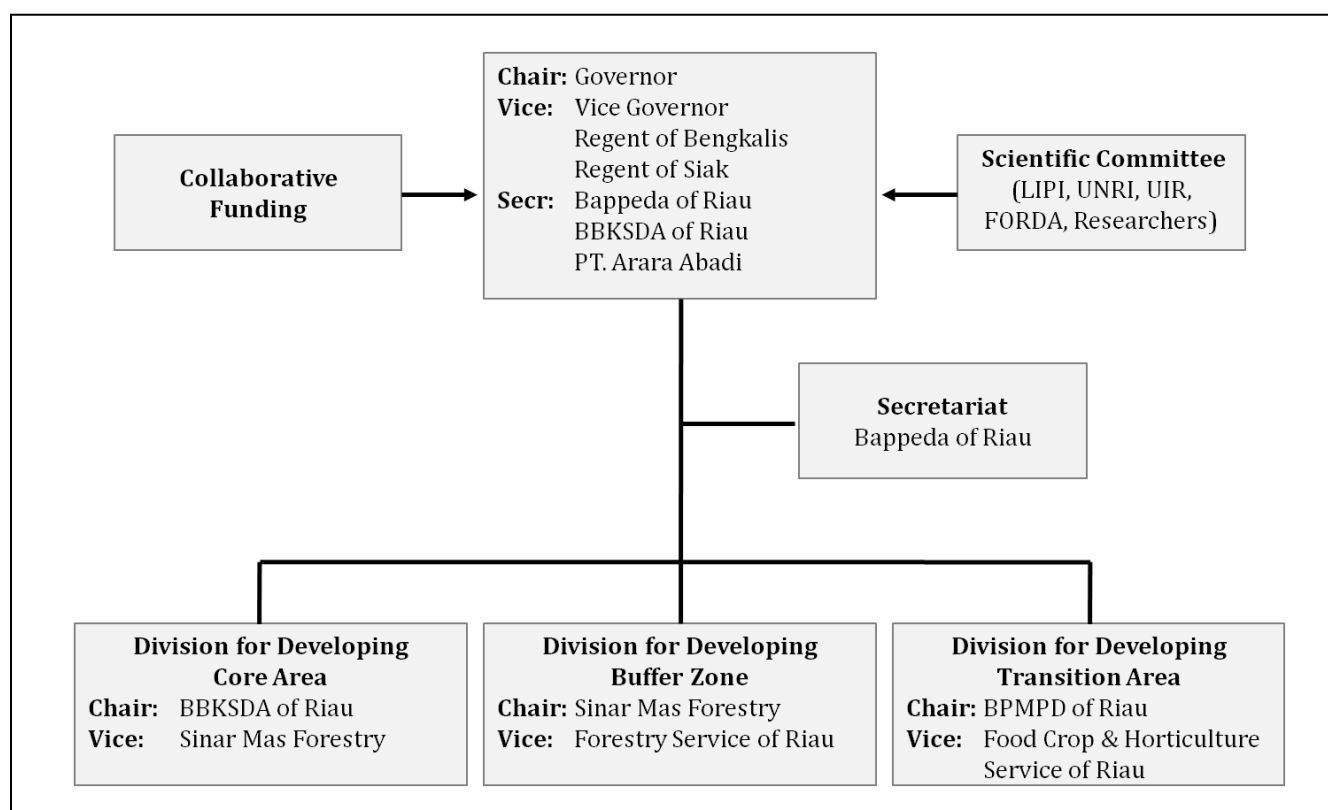 Chair: Governor
Vice: Vice Governor
Regent of Bengkalis
Regent of Siak
Secr: Bappeda of Riau
BBKSDA of Riau
PT. Arara Abadi
Collaborative
Funding
Scientific Committee
(LIPI, UNRI, UIR,
FORDA, Researchers)
Secretariat
Bappeda of Riau
Division for Developing
Core Area
Chair: BBKSDA of Riau
Vice: Sinar Mas Forestry
Division for Developing
Buffer Zone
Chair: Sinar Mas Forestry
Vice: Forestry Service of Riau
Division for Developing
Transition Area
Chair: BPMPD of Riau
Vice: Food Crop & Horticulture
Service of Riau